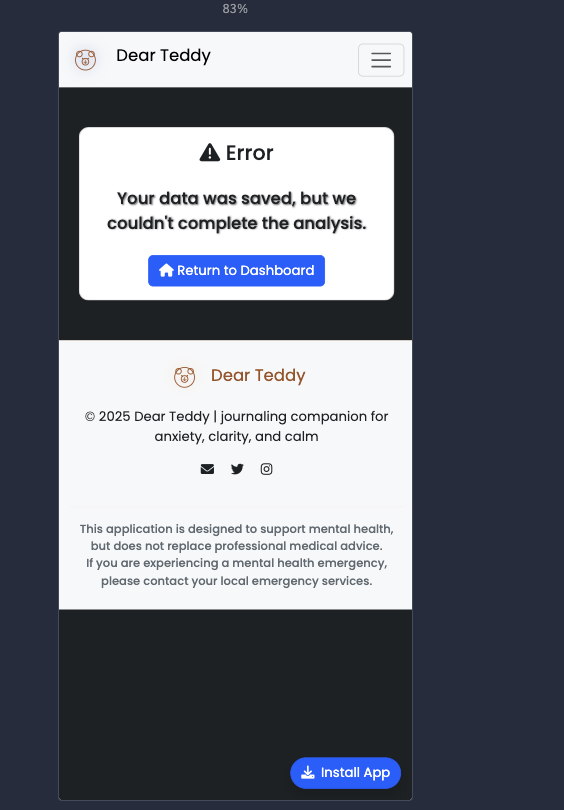 83%
Dear Teddy
Error
Your data was saved, but we
couldn't complete the analysis.
Return to Dashboard
Dear Teddy
© 2025 Dear Teddy | journaling companion for
anxiety, clarity, and calm
This application is designed to support mental health,
but does not replace professional medical advice.
If you are experiencing a mental health emergency,
please contact your local emergency services.
Install App